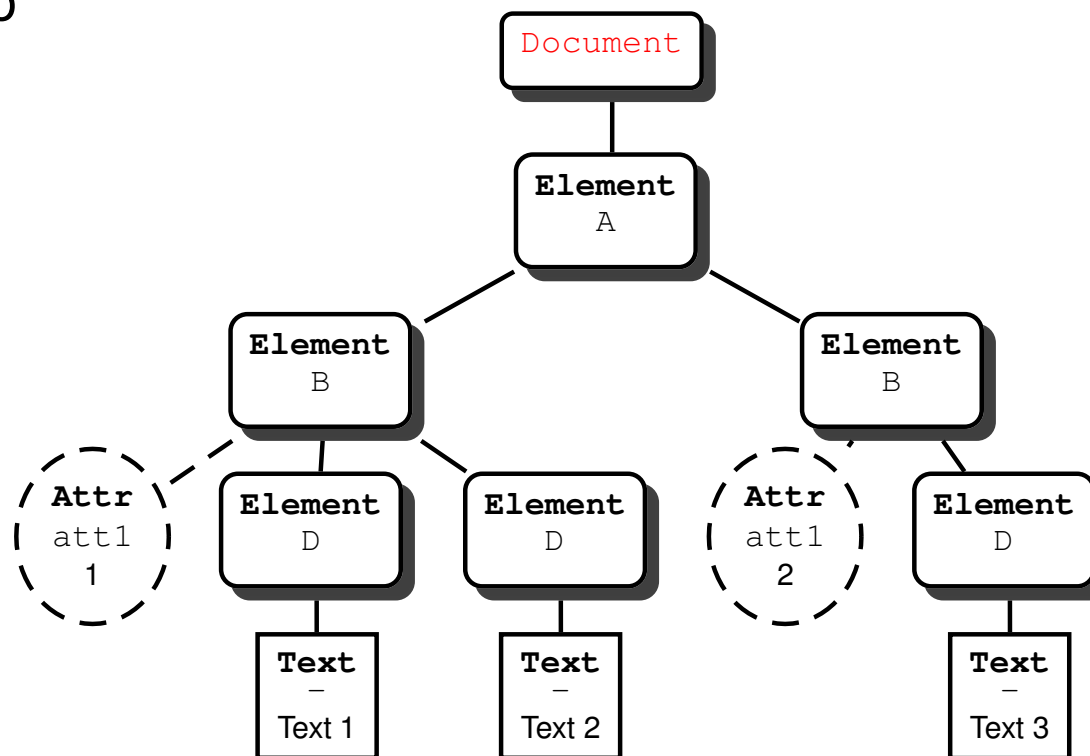 Document
Element
A
Element
B
Element
B
Attr
att1
1
Element
D
Element
D
Attr
att1
2
Element
D
Text
–
Text 1
Text
–
Text 2
Text
–
Text 3